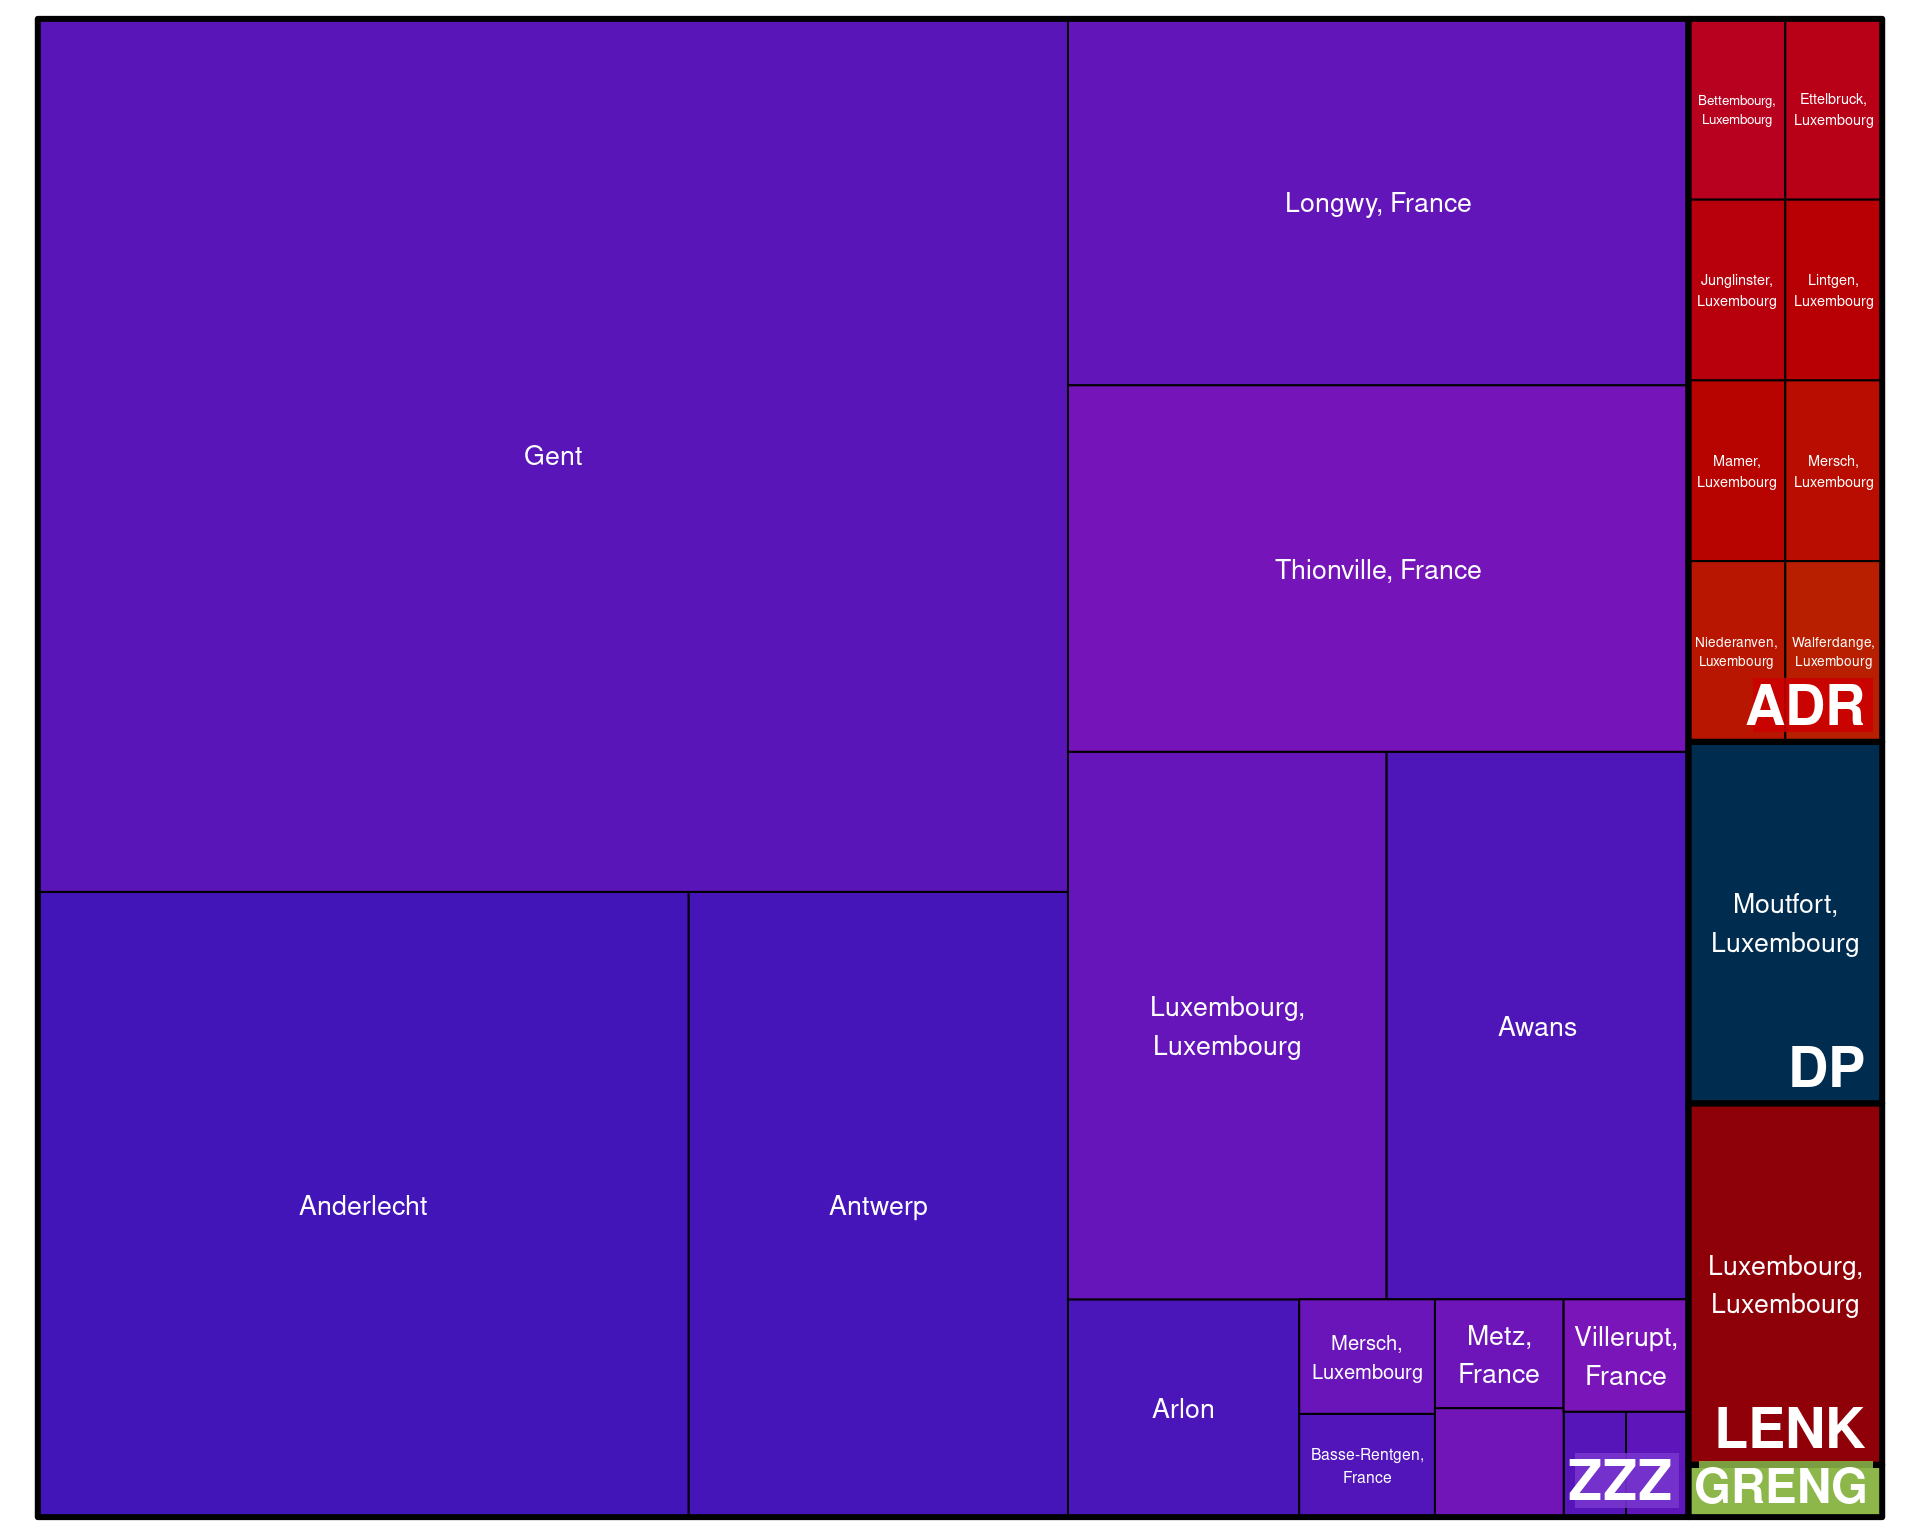 Gent
Anderlecht
Antwerp
Longwy, France
Thionville, France
Luxembourg,
Luxembourg
Awans
Arlon
Mersch,
Luxembourg
Basse-Rentgen,
France
Metz,
France
Villerupt,
France
ZZZ
Bettembourg,
Luxembourg
Ettelbruck,
Luxembourg
Junglinster,
Luxembourg
Lintgen,
Luxembourg
Mamer,
Luxembourg
Mersch,
Luxembourg
Niederanven,
Luxembourg
Walferdange,
Luxembourg
ADR
Moutfort,
Luxembourg
DP
Luxembourg,
Luxembourg
LENK
GRENG